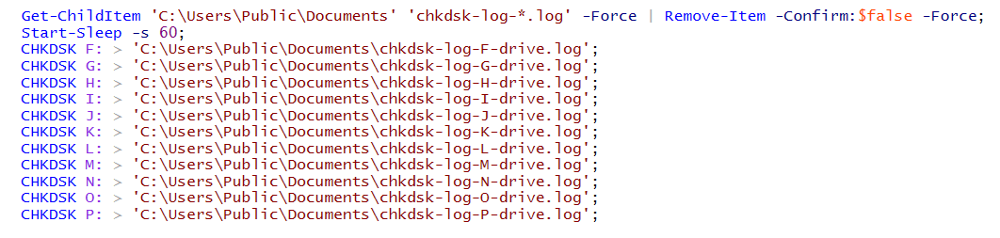 Get-ChildItem 'C:\Users\Public\Documents' 'chkdsk-log-*.log' -Force | Remove-Item -Confirm:$false -Force;
Start-Sleep -s 60;
CHKDSK F: > 'C:\Users\Public\Documents\chkdsk-log-F-drive.log';
CHKDSK G: > 'C:\Users\Public\Documents\chkdsk-log-G-drive.log';
CHKDSK H: > 'C:\Users\Public\Documents\chkdsk-log-H-drive.log';
CHKDSK I: > 'C:\Users\Public\Documents\chkdsk-log-I-drive.log';
CHKDSK J: > 'C:\Users\Public\Documents\chkdsk-log-J-drive.log';
CHKDSK K: > 'C:\Users\Public\Documents\chkdsk-log-K-drive.log';
CHKDSK L: > 'C:\Users\Public\Documents\chkdsk-log-L-drive.log';
CHKDSK M: > 'C:\Users\Public\Documents\chkdsk-log-M-drive.log';
CHKDSK N: > 'C:\Users\Public\Documents\chkdsk-log-N-drive.log';
CHKDSK O: > 'C:\Users\Public\Documents\chkdsk-log-O-drive.log';
CHKDSK P: > 'C:\Users\Public\Documents\chkdsk-log-P-drive.log';